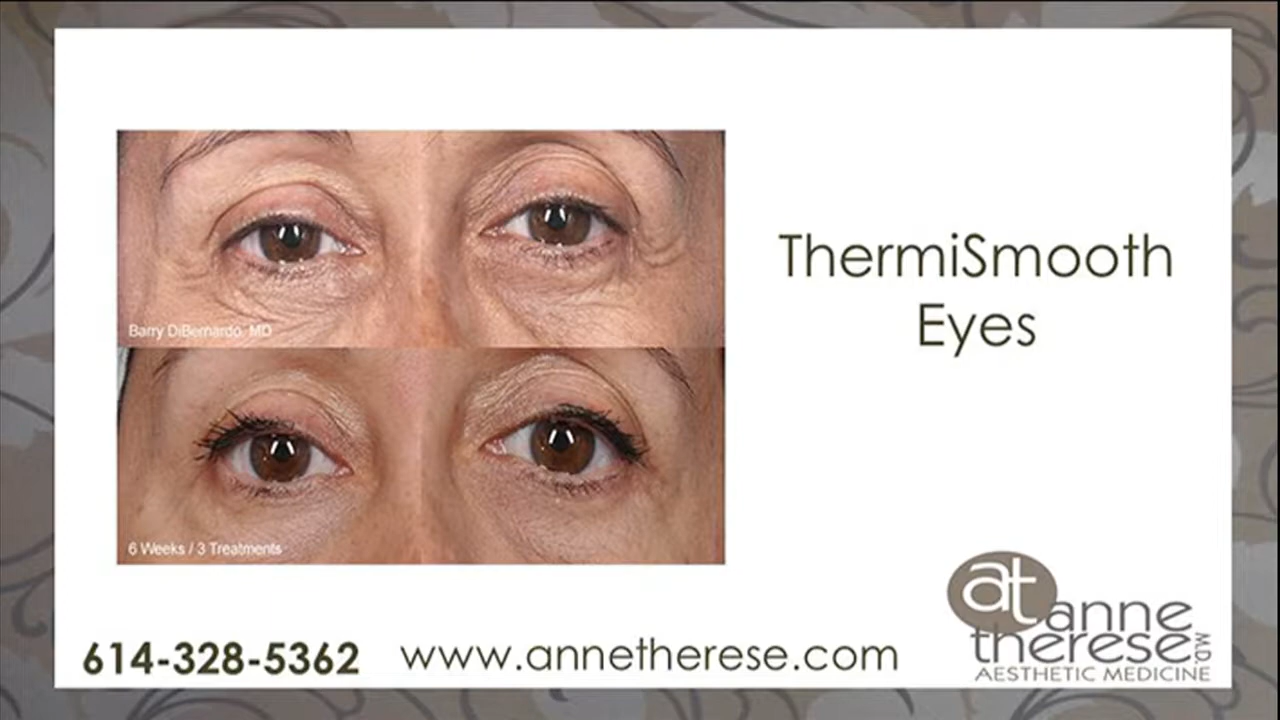 ThermiSmooth
Eyes
Barry DiBernardo, MD
6 Weeks / 3 Treatments
614-328-5362
www.annetherese.com
at
anne
therese M.D.
AESTHETIC MEDICINE